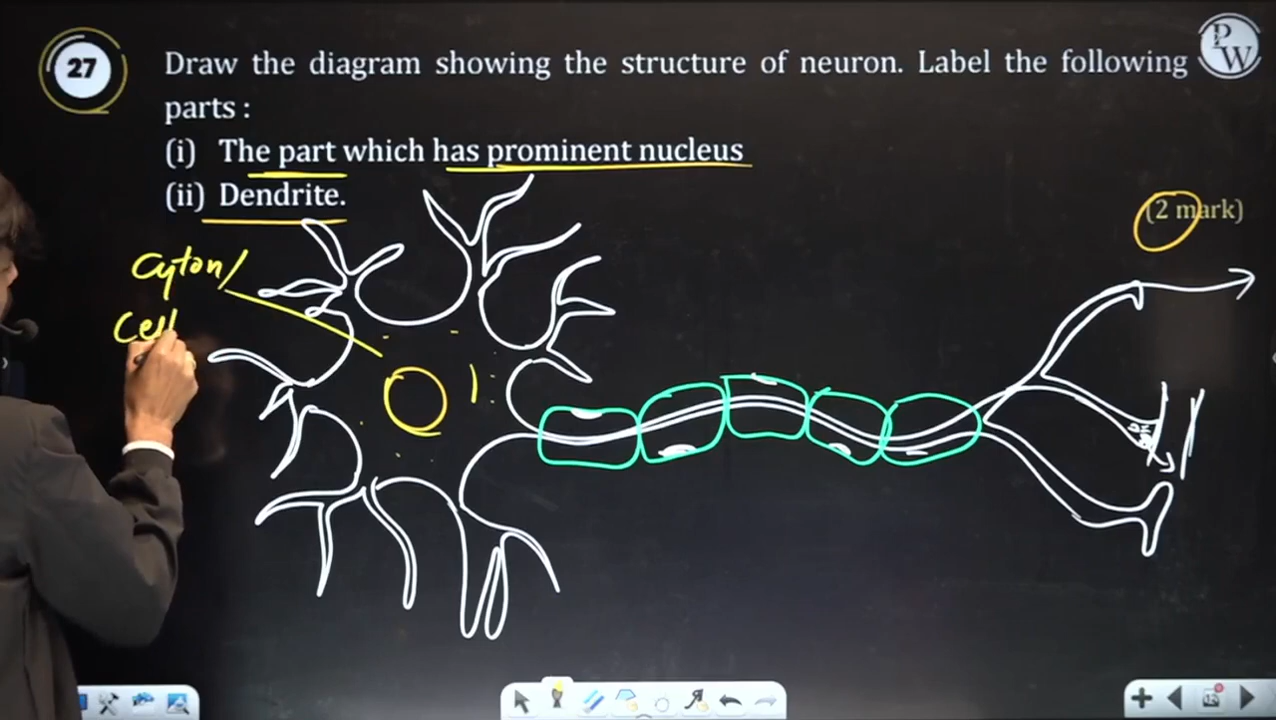 27
Draw the diagram showing the structure of neuron. Label the following
parts :
(i) The part which has prominent nucleus
(ii) Dendrite.
(2 mark)
Cyton/
Cell
PW